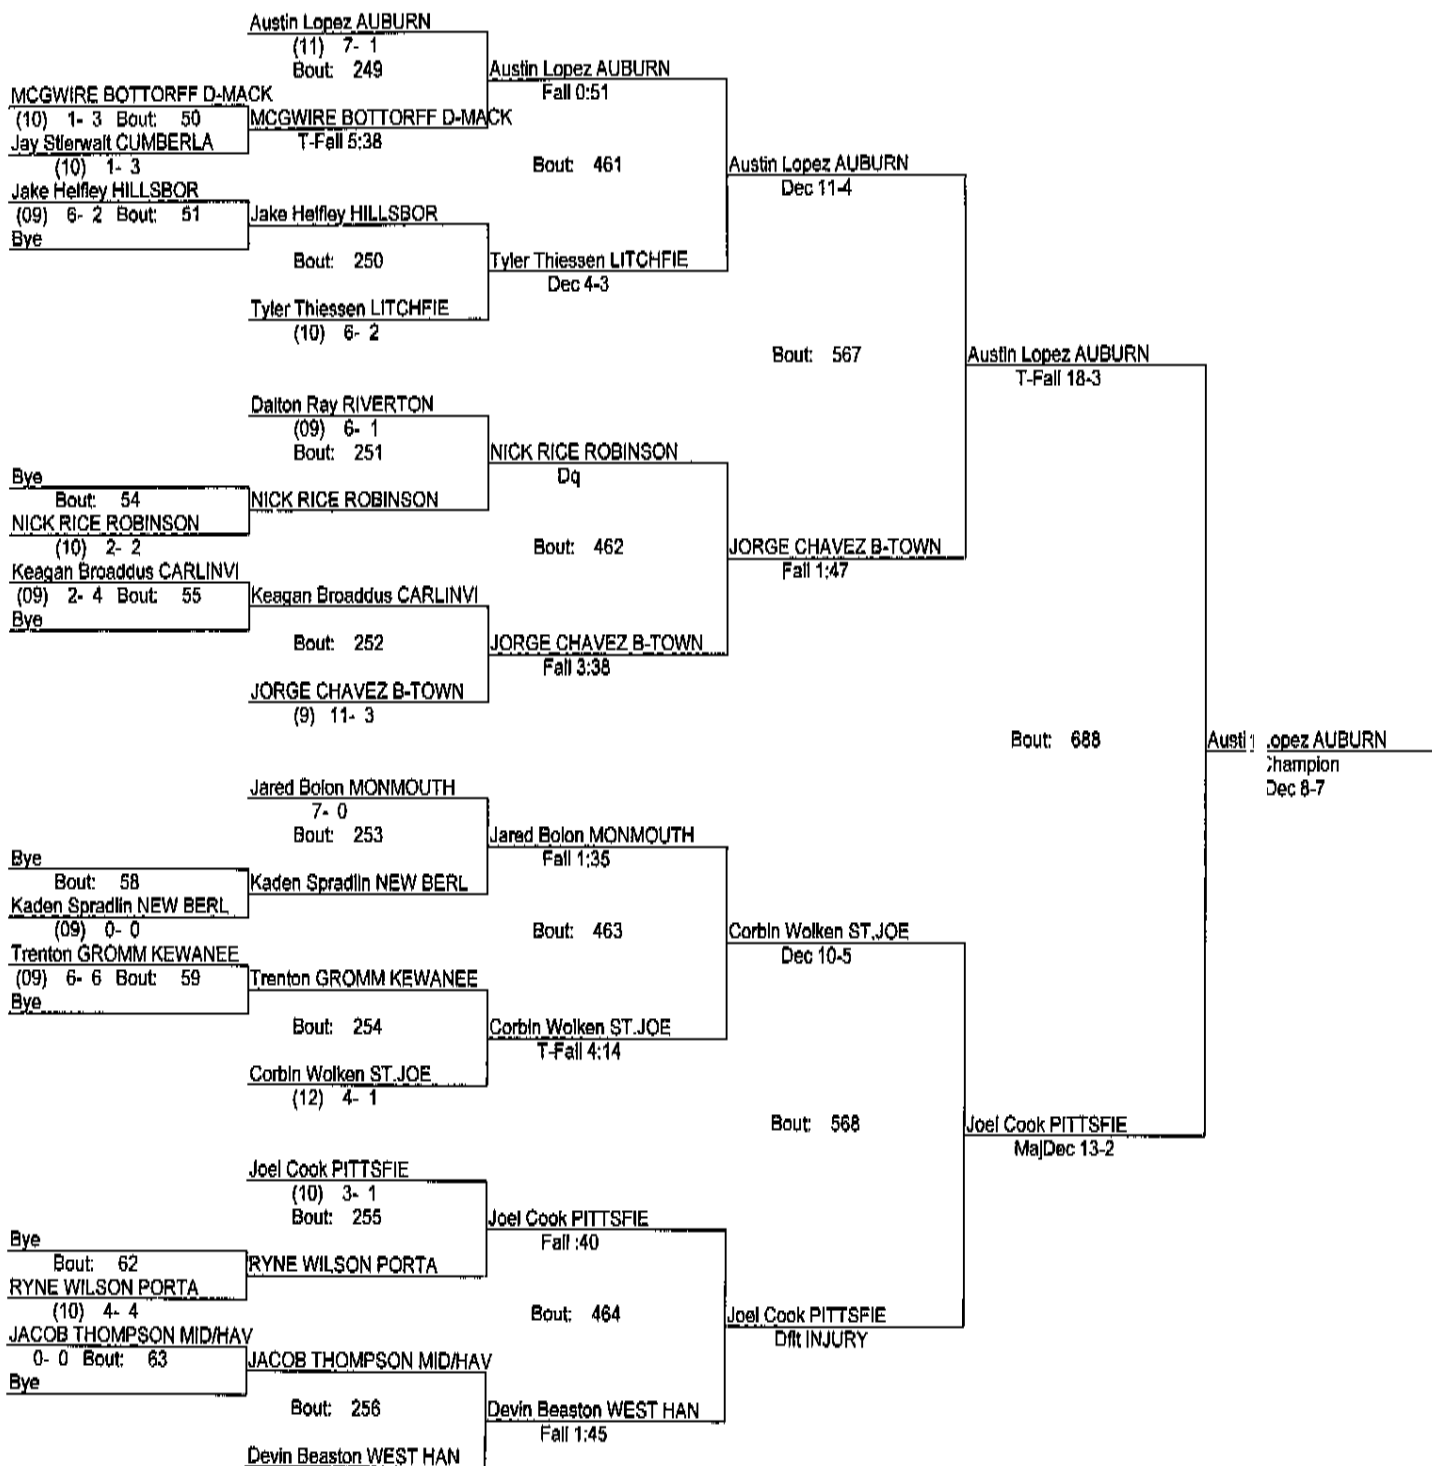 Austin Lopez AUBURN
(11) 7- 1
Bout: 249
Austin Lopez AUBURN
Fall 0:51
MCGWIRE BOTTORFF D-MACK
(10) 1- 3 Bout: 50
MCGWIRE BOTTORFF D-MACK
T-Fall 5:38
Jay Stierwalt CUMBERLA
(10) 1- 3
Bout: 461
Austin Lopez AUBURN
Dec 11-4
Jake Helfley HILLSBOR
(09) 6- 2 Bout: 51
Jake Helfley HILLSBOR
Bye
Bout: 250
Tyler Thiessen LITCHFIE
Dec 4-3
Tyler Thiessen LITCHFIE
(10) 6- 2
Bout: 567
Austin Lopez AUBURN
T-Fall 18-3
Dalton Ray RIVERTON
(09) 6- 1
Bout: 251
NICK RICE ROBINSON
Dq
Bye
Bout: 54
NICK RICE ROBINSON
NICK RICE ROBINSON
(10) 2- 2
Bout: 462
JORGE CHAVEZ B-TOWN
Fall 1:47
Keagan Broaddus CARLINVI
(09) 2- 4 Bout: 55
Keagan Broaddus CARLINVI
Bye
Bout: 252
JORGE CHAVEZ B-TOWN
Fall 3:38
JORGE CHAVEZ B-TOWN
(9) 11- 3
Bout: 688
Austi opez AUBURN
hampion
Dec 8-7
Jared Bolon MONMOUTH
7- 0
Bout: 253
Jared Bolon MONMOUTH
Fall 1:35
Bye
Bout: 58
Kaden Spradlin NEW BERL
Kaden Spradlin NEW BERL
(09) 0- 0
Bout: 463
Corbin Wolken ST.JOE
Dec 10-5
Trenton GROMM KEWANEE
(09) 6- 6 Bout: 59
Trenton GROMM KEWANEE
Bye
Bout: 254
Corbin Wolken ST.JOE
T-Fall 4:14
Corbin Wolken ST.JOE
(12) 4- 1
Bout: 568
Joel Cook PITTSFIE
MajDec 13-2
Joel Cook PITTSFIE
(10) 3- 1
Bout: 255
Joel Cook PITTSFIE
Fall :40
Bye
Bout: 62
RYNE WILSON PORTA
RYNE WILSON PORTA
(10) 4- 4
Bout: 464
Joel Cook PITTSFIE
Dflt INJURY
JACOB THOMPSON MID/HAV
0- 0 Bout: 63
JACOB THOMPSON MID/HAV
Bye
Bout: 256
Devin Beaston WEST HAN
Fall 1:45
Devin Beaston WEST HAN